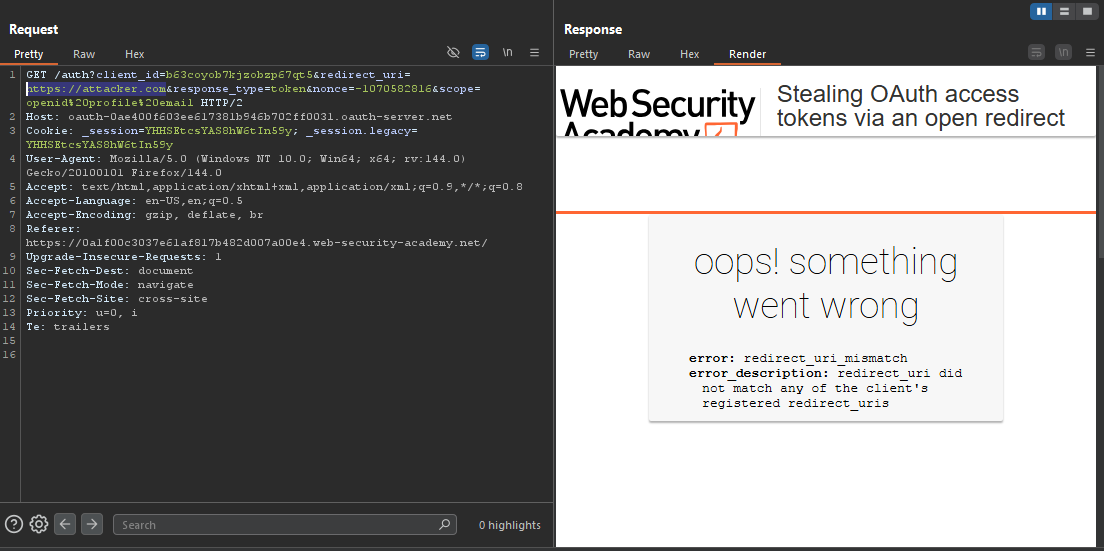 Request
Pretty Raw Hex \n
1 GET /auth?client_id=b63coyob7kjzobzp67qt5&redirect_uri=
https://attacker.com&response_type=token&nonce=-1070582816&scope=
openid%20profile%20email HTTP/2
2 Host: oauth-0ae400f603ee617381b946b702ff0031.oauth-server.net
3 Cookie: _session=YHHSEtcsYAS8hW6tIn59y; _session.legacy=
YHHSEtcsYAS8hW6tIn59y
4 User-Agent: Mozilla/5.0 (Windows NT 10.0; Win64; x64; rv:144.0)
Gecko/20100101 Firefox/144.0
5 Accept: text/html,application/xhtml+xml,application/xml;q=0.9,*/*;q=0.8
6 Accept-Language: en-US,en;q=0.5
7 Accept-Encoding: gzip, deflate, br
8 Referer:
https://0a1f00c3037e61af817b482d007a00e4.web-security-academy.net/
9 Upgrade-Insecure-Requests: 1
10 Sec-Fetch-Dest: document
11 Sec-Fetch-Mode: navigate
12 Sec-Fetch-Site: cross-site
13 Priority: u=0, i
14 Te: trailers
15
16
Search 0 highlights
Response
Pretty Raw Hex Render \n
Web Security
Academy
Stealing OAuth access
tokens via an open redirect
oops! something
went wrong
error: redirect_uri_mismatch
error_description: redirect_uri did
not match any of the client's
registered redirect_uris